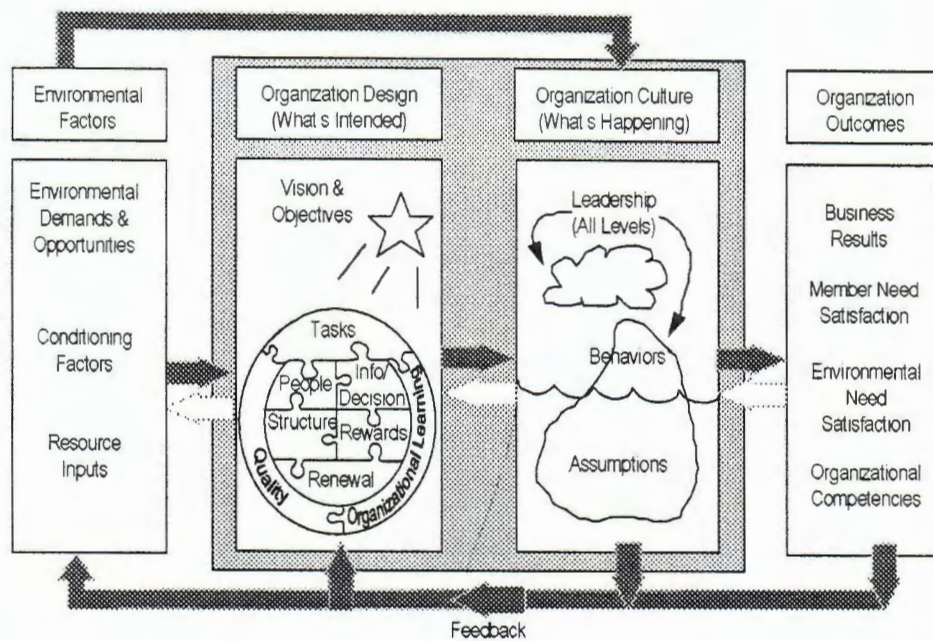 Environmental
Factors
Organization Design
(What s Intended)
Organization Culture
(What s Happening)
Organization
Outcomes
Environmental
Demands &
Opportunities
Conditioning
Factors
Resource
Inputs
Vision &
Objectives
Tasks
People
Info/
Decision
Structure
Rewards
Renewal
Quality
Organizational Learning
Leadership
(All Levels)
Behaviors
Assumptions
Business
Results
Member Need
Satisfaction
Environmental
Need
Satisfaction
Organizational
Competencies
Feedback